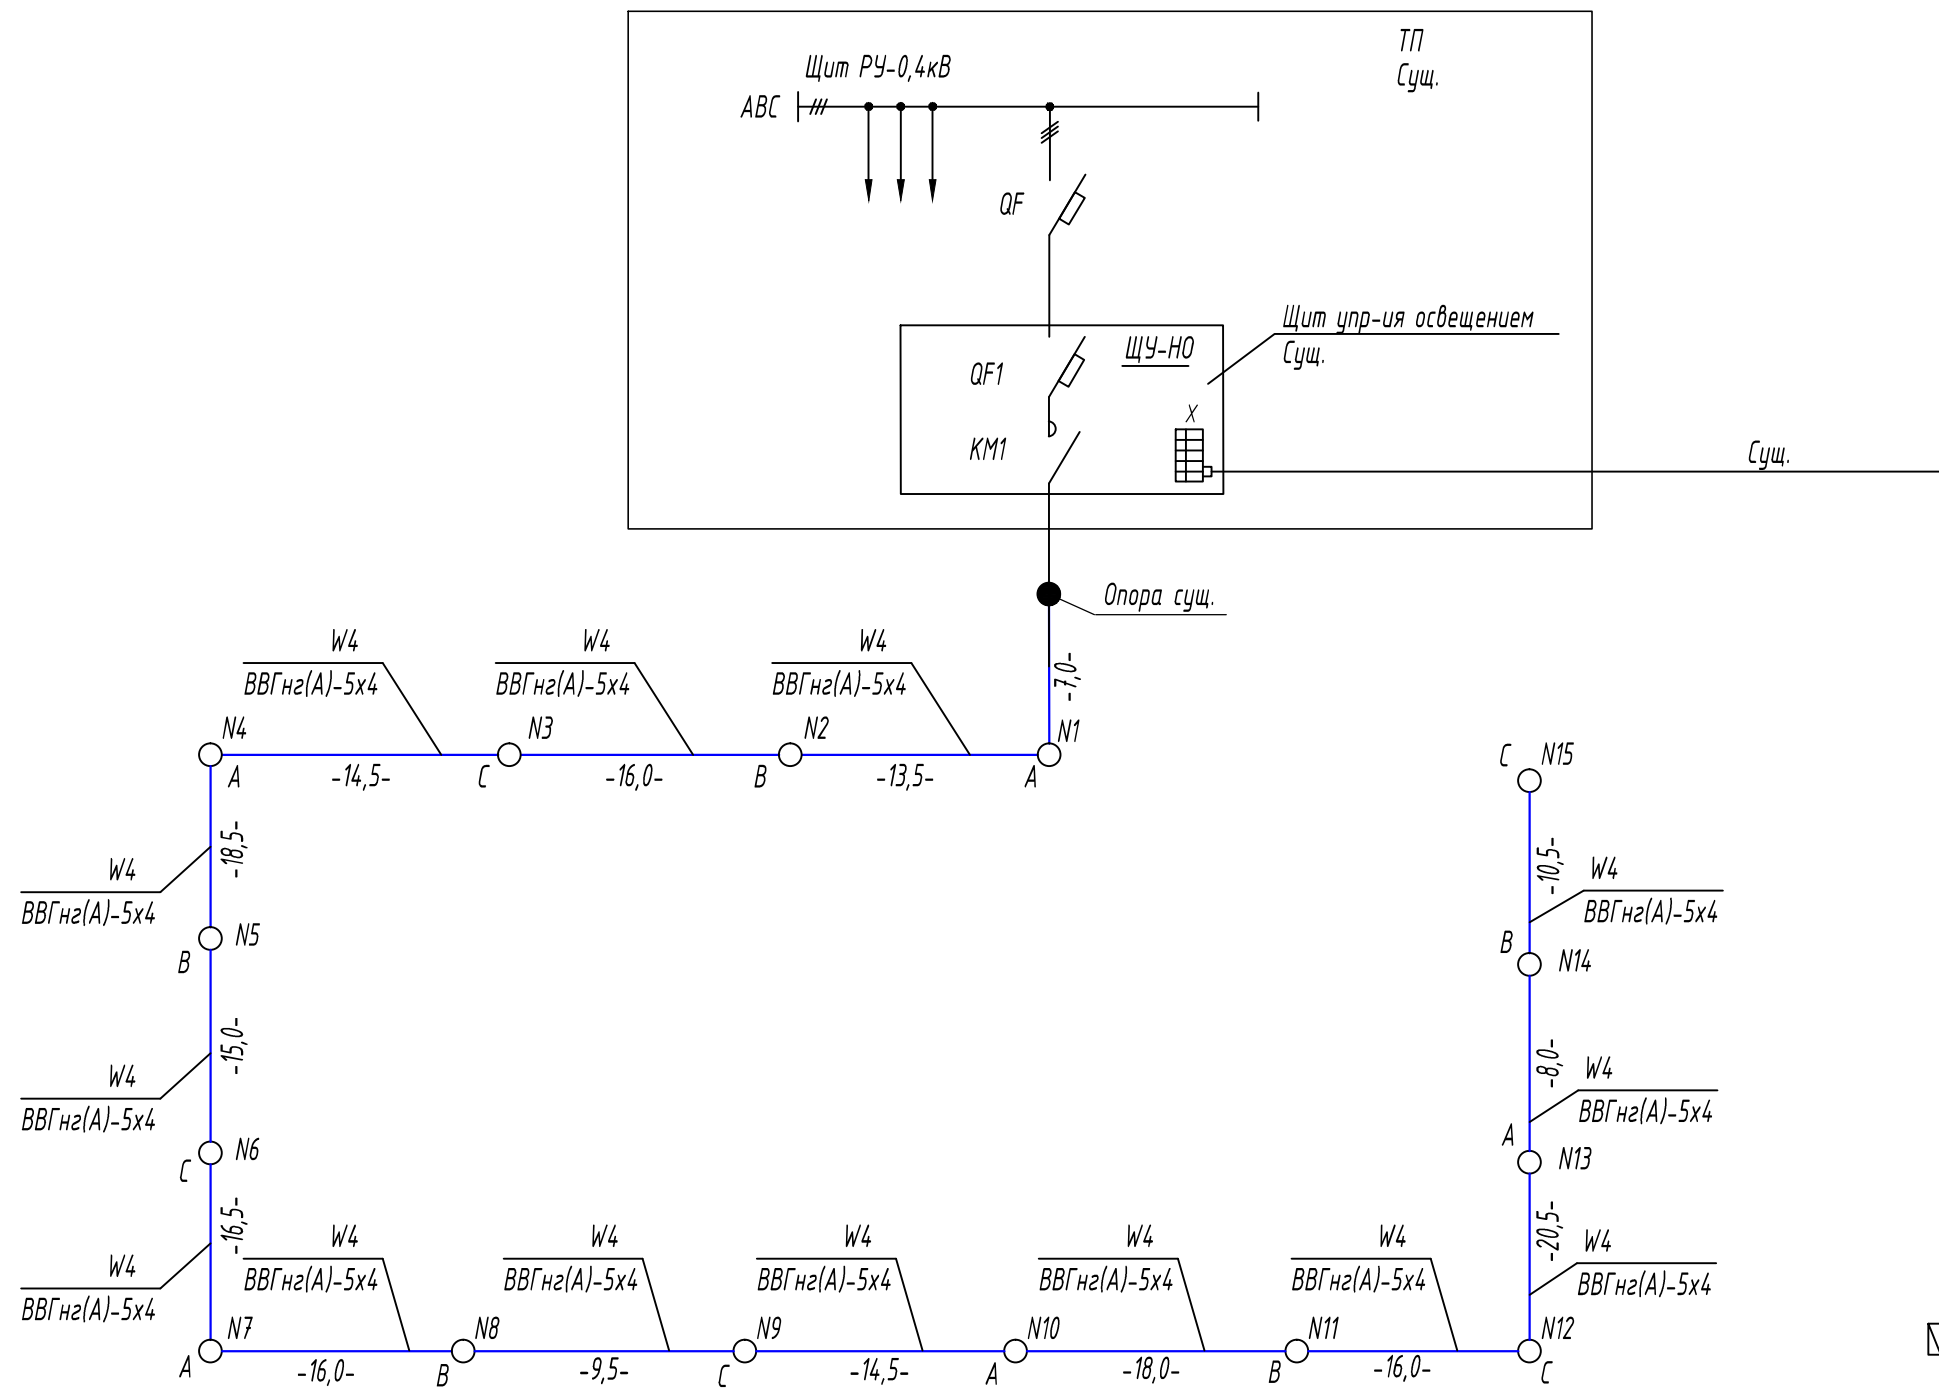 ТП
Сущ.
Щит РУ-0,4кВ
АВС
QF
Щит упр-ия освещением
Сущ.
ЩУ-НО
QF1
X
КМ1
Сущ.
Опора сущ.
W4
ВВГнг(А)-5х4
W4
ВВГнг(А)-5х4
W4
ВВГнг(А)-5х4
-7,0-
N4
N3
N2
N1
А
-14,5-
С
-16,0-
В
-13,5-
А
С
N15
-18,5-
W4
ВВГнг(А)-5х4
-10,5-
W4
ВВГнг(А)-5х4
N5
В
В
N14
-15,0-
W4
ВВГнг(А)-5х4
-8,0-
W4
ВВГнг(А)-5х4
N6
С
А
N13
-16,5-
W4
ВВГнг(А)-5х4
W4
ВВГнг(А)-5х4
W4
ВВГнг(А)-5х4
W4
ВВГнг(А)-5х4
W4
ВВГнг(А)-5х4
W4
ВВГнг(А)-5х4
-20,5-
W4
ВВГнг(А)-5х4
N7
N8
N9
N10
N11
N12
А
-16,0-
В
-9,5-
С
-14,5-
А
-18,0-
В
-16,0-
С